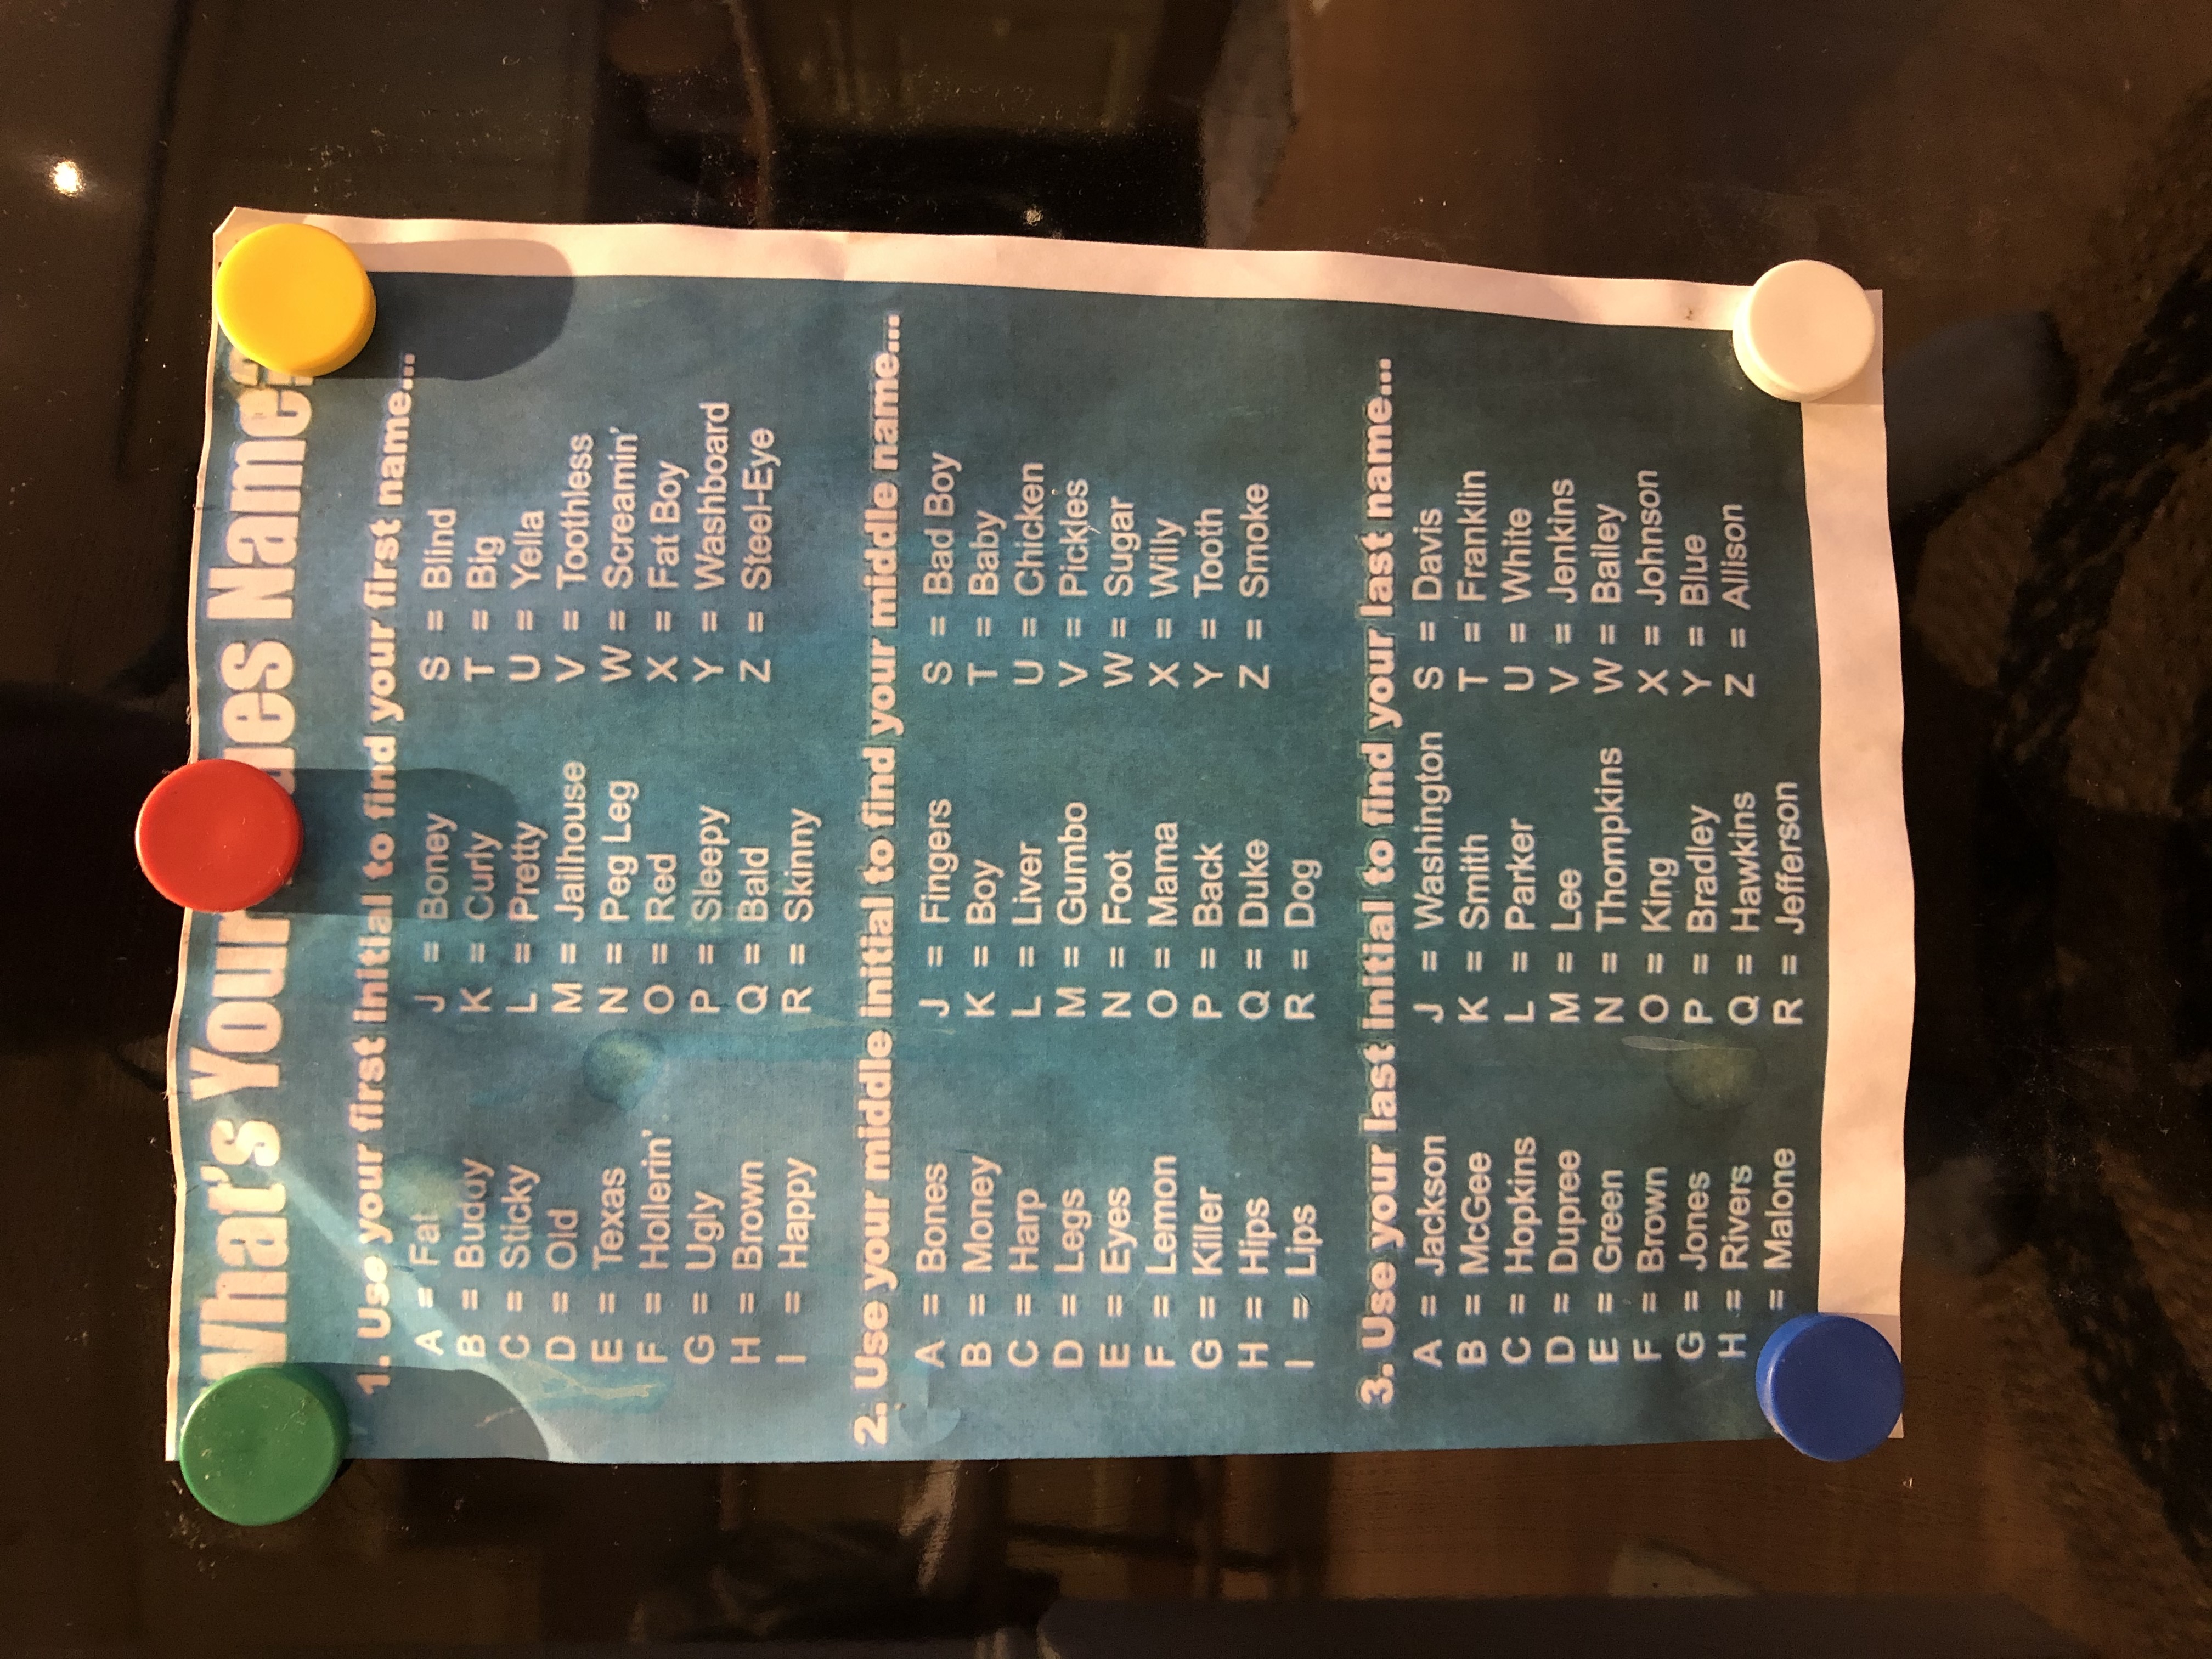 What's Your Name?
1. Use your first initial to find your first name...
A = Fat J = Boney S = Blind
B = Buddy K = Curly T = Big
C = Sticky L = Pretty U = Yella
D = Old M = Jailhouse V = Toothless
E = Texas N = Peg Leg W = Screamin'
F = Hollerin' O = Red X = Fat Boy
G = Ugly P = Sleepy Y = Washboard
H = Brown Q = Bald Z = Steel-Eye
I = Happy R = Skinny
2. Use your middle initial to find your middle name...
A = Bones J = Fingers S = Bad Boy
B = Money K = Boy T = Baby
C = Harp L = Liver U = Chicken
D = Legs M = Gumbo V = Pickles
E = Eyes N = Foot W = Sugar
F = Lemon O = Mama X = Willy
G = Killer P = Back Y = Tooth
H = Hips Q = Duke Z = Smoke
I = Lips R = Dog
3. Use your last initial to find your last name...
A = Jackson J = Washington S = Davis
B = McGee K = Smith T = Franklin
C = Hopkins L = Parker U = White
D = Dupree M = Lee V = Jenkins
E = Green N = Thompkins W = Bailey
F = Brown O = King X = Johnson
G = Jones P = Bradley Y = Blue
H = Rivers Q = Hawkins Z = Allison
= Malone R = Jefferson